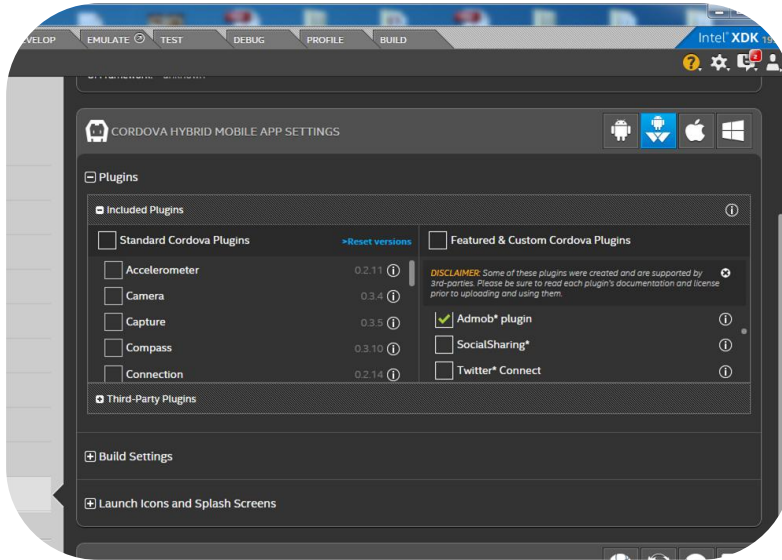 EMULATE
TEST
DEBUG
PROFILE
BUILD
Intel® XDK
2
CORDOVA HYBRID MOBILE APP SETTINGS
Plugins
Included Plugins
Standard Cordova Plugins
>Reset versions
Accelerometer 0.2.11
Camera 0.3.4
Capture 0.3.5
Compass 0.3.10
Connection 0.2.14
Featured & Custom Cordova Plugins
DISCLAIMER: Some of these plugins were created and are supported by
3rd-parties. Please be sure to read each plugin's documentation and license
prior to uploading and using them.
Admob* plugin
SocialSharing*
Twitter* Connect
Third-Party Plugins
Build Settings
Launch Icons and Splash Screens